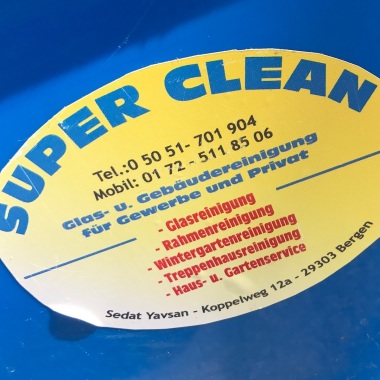 SUPER CLEAN
Tel.:0 50 51- 701 904
Mobil: 01 72 - 511 85 06
Glas- u. Gebäudereinigung
für Gewerbe und Privat
- Glasreinigung
- Rahmenreinigung
- Wintergartenreinigung
- Treppenhausreinigung
- Haus- u. Gartenservice
Sedat Yavsan - Koppelweg 12a - 29303 Bergen